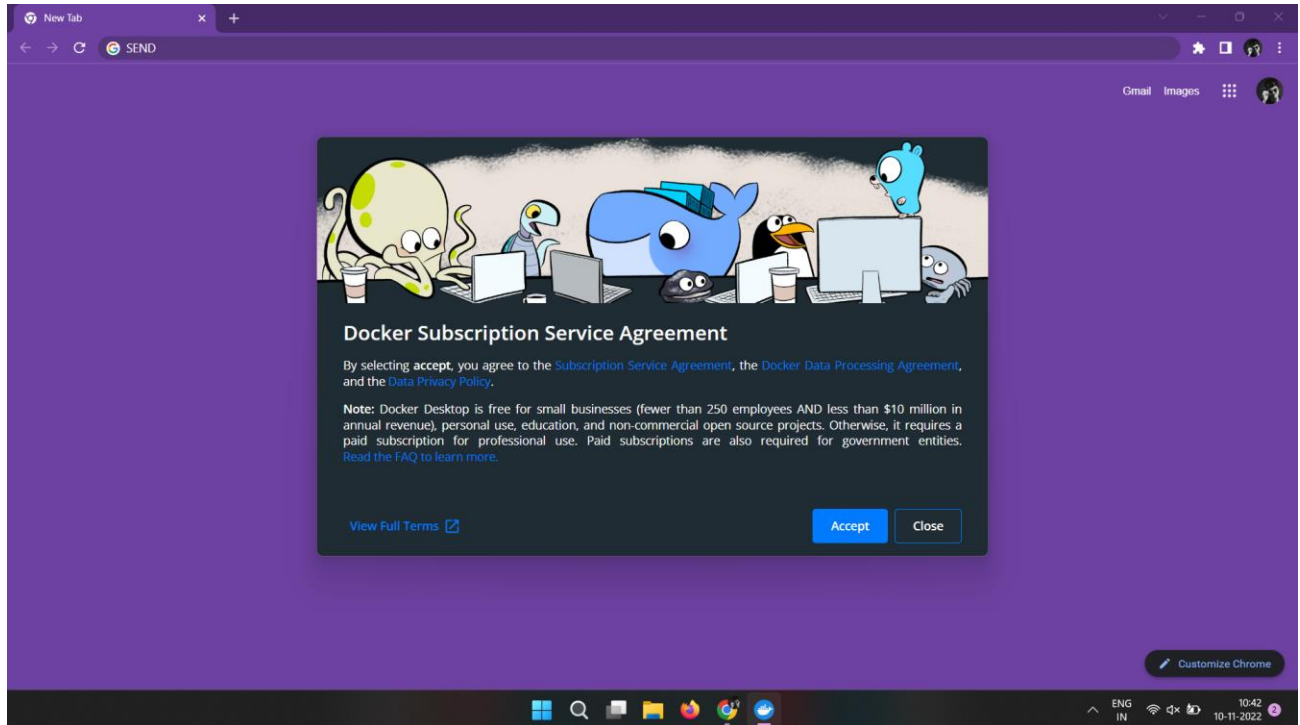 New Tab
SEND
Gmail Images
Docker Subscription Service Agreement
By selecting accept, you agree to the Subscription Service Agreement, the Docker Data Processing Agreement,
and the Data Privacy Policy.
Note: Docker Desktop is free for small businesses (fewer than 250 employees AND less than $10 million in
annual revenue), personal use, education, and non-commercial open source projects. Otherwise, it requires a
paid subscription for professional use. Paid subscriptions are also required for government entities.
Read the FAQ to learn more.
View Full Terms
Accept Close
Customize Chrome
ENG
IN
10:42
10-11-2022
2